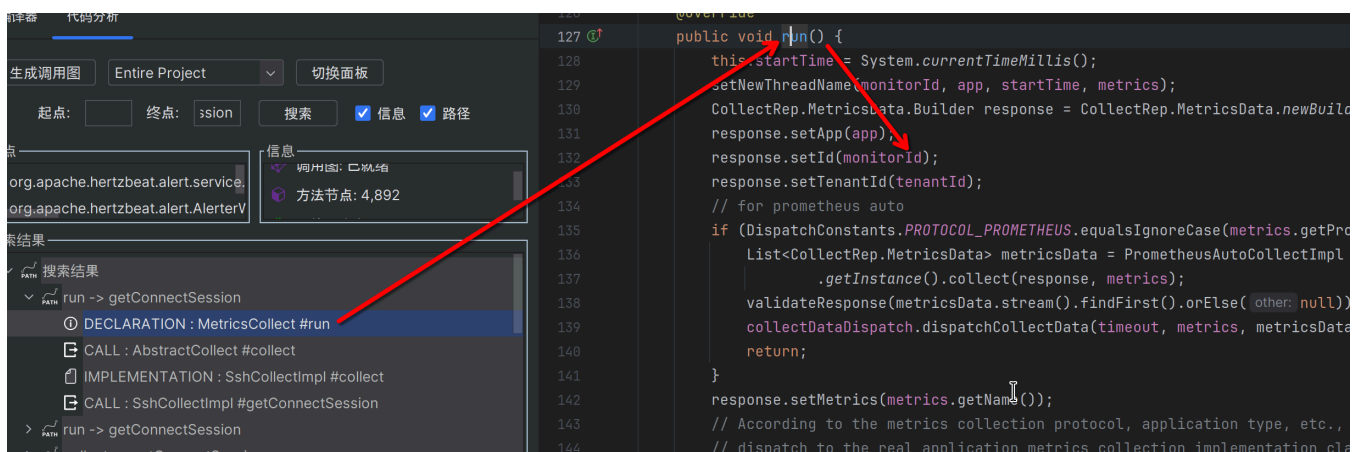 译器 代码分析
生成调用图 Entire Project 切换面板
起点: 终点: ssion 搜索 信息 路径
点
org.apache.hertzbeat.alert.service.
org.apache.hertzbeat.alert.AlerterV
信息
调用图: 已就绪
方法节点: 4,892
索结果
PATH 搜索结果
PATH run -> getConnectSession
DECLARATION : MetricsCollect #run
CALL : AbstractCollect #collect
IMPLEMENTATION : SshCollectImpl #collect
CALL : SshCollectImpl #getConnectSession
PATH run -> getConnectSession
126 @Override
127 public void run() {
128 this.startTime = System.currentTimeMillis();
129 setNewThreadName(monitorId, app, startTime, metrics);
130 CollectRep.MetricsData.Builder response = CollectRep.MetricsData.newBuild
131 response.setApp(app);
132 response.setId(monitorId);
133 response.setTenantId(tenantId);
134 // for prometheus auto
135 if (DispatchConstants.PROTOCOL_PROMETHEUS.equalsIgnoreCase(metrics.getPro
136 List<CollectRep.MetricsData> metricsData = PrometheusAutoCollectImpl
137 .getInstance().collect(response, metrics);
138 validateResponse(metricsData.stream().findFirst().orElse( other: null))
139 collectDataDispatch.dispatchCollectData(timeout, metrics, metricsData
140 return;
141 }
142 response.setMetrics(metrics.getName());
143 // According to the metrics collection protocol, application type, etc.,
144 // dispatch to the real application metrics collection implementation cla